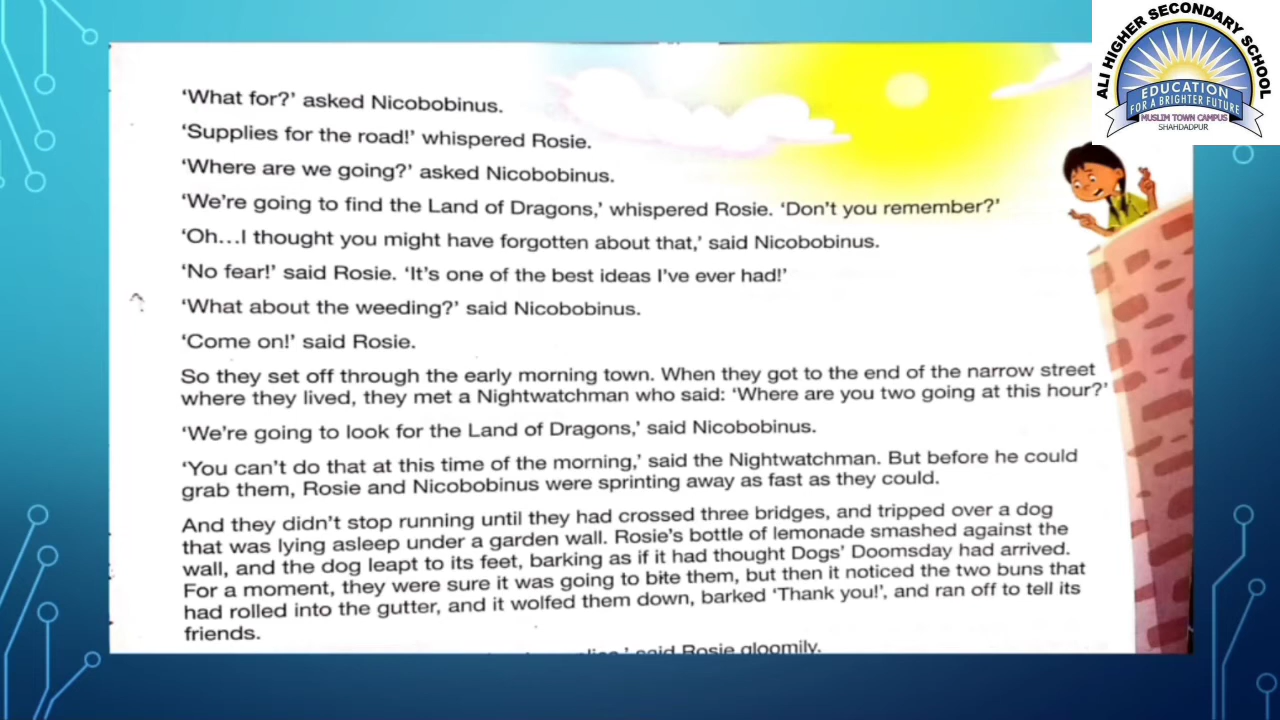 ALI HIGHER SECONDARY SCHOOL
EDUCATION
FOR A BRIGHTER FUTURE
MUSLIM TOWN CAMPUS
SHAHDADPUR
‘What for?’ asked Nicobobinus.
‘Supplies for the road!’ whispered Rosie.
‘Where are we going?’ asked Nicobobinus.
‘We’re going to find the Land of Dragons,’ whispered Rosie. ‘Don’t you remember?’
‘Oh...I thought you might have forgotten about that,’ said Nicobobinus.
‘No fear!’ said Rosie. ‘It’s one of the best ideas I’ve ever had!’
‘What about the weeding?’ said Nicobobinus.
‘Come on!’ said Rosie.
So they set off through the early morning town. When they got to the end of the narrow street
where they lived, they met a Nightwatchman who said: ‘Where are you two going at this hour?’
‘We’re going to look for the Land of Dragons,’ said Nicobobinus.
‘You can’t do that at this time of the morning,’ said the Nightwatchman. But before he could
grab them, Rosie and Nicobobinus were sprinting away as fast as they could.
And they didn’t stop running until they had crossed three bridges, and tripped over a dog
that was lying asleep under a garden wall. Rosie’s bottle of lemonade smashed against the
wall, and the dog leapt to its feet, barking as if it had thought Dogs’ Doomsday had arrived.
For a moment, they were sure it was going to bite them, but then it noticed the two buns that
had rolled into the gutter, and it wolfed them down, barked ‘Thank you!’, and ran off to tell its
friends.
said Rosie gloomily.